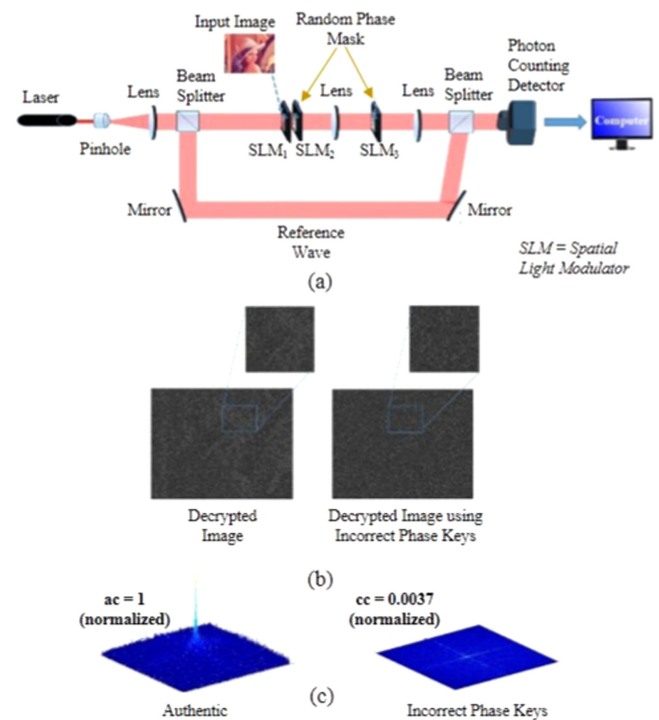 Input Image
Random Phase
Mask
Photon
Counting
Detector
Laser
Lens
Beam
Splitter
Lens
Lens
Beam
Splitter
Computer
Pinhole
SLM1
SLM2
SLM3
Mirror
Mirror
Reference
Wave
SLM = Spatial
Light Modulator
(a)
Decrypted
Image
Decrypted Image using
Incorrect Phase Keys
(b)
ac = 1
(normalized)
cc = 0.0037
(normalized)
(c)
Authentic
Incorrect Phase Keys